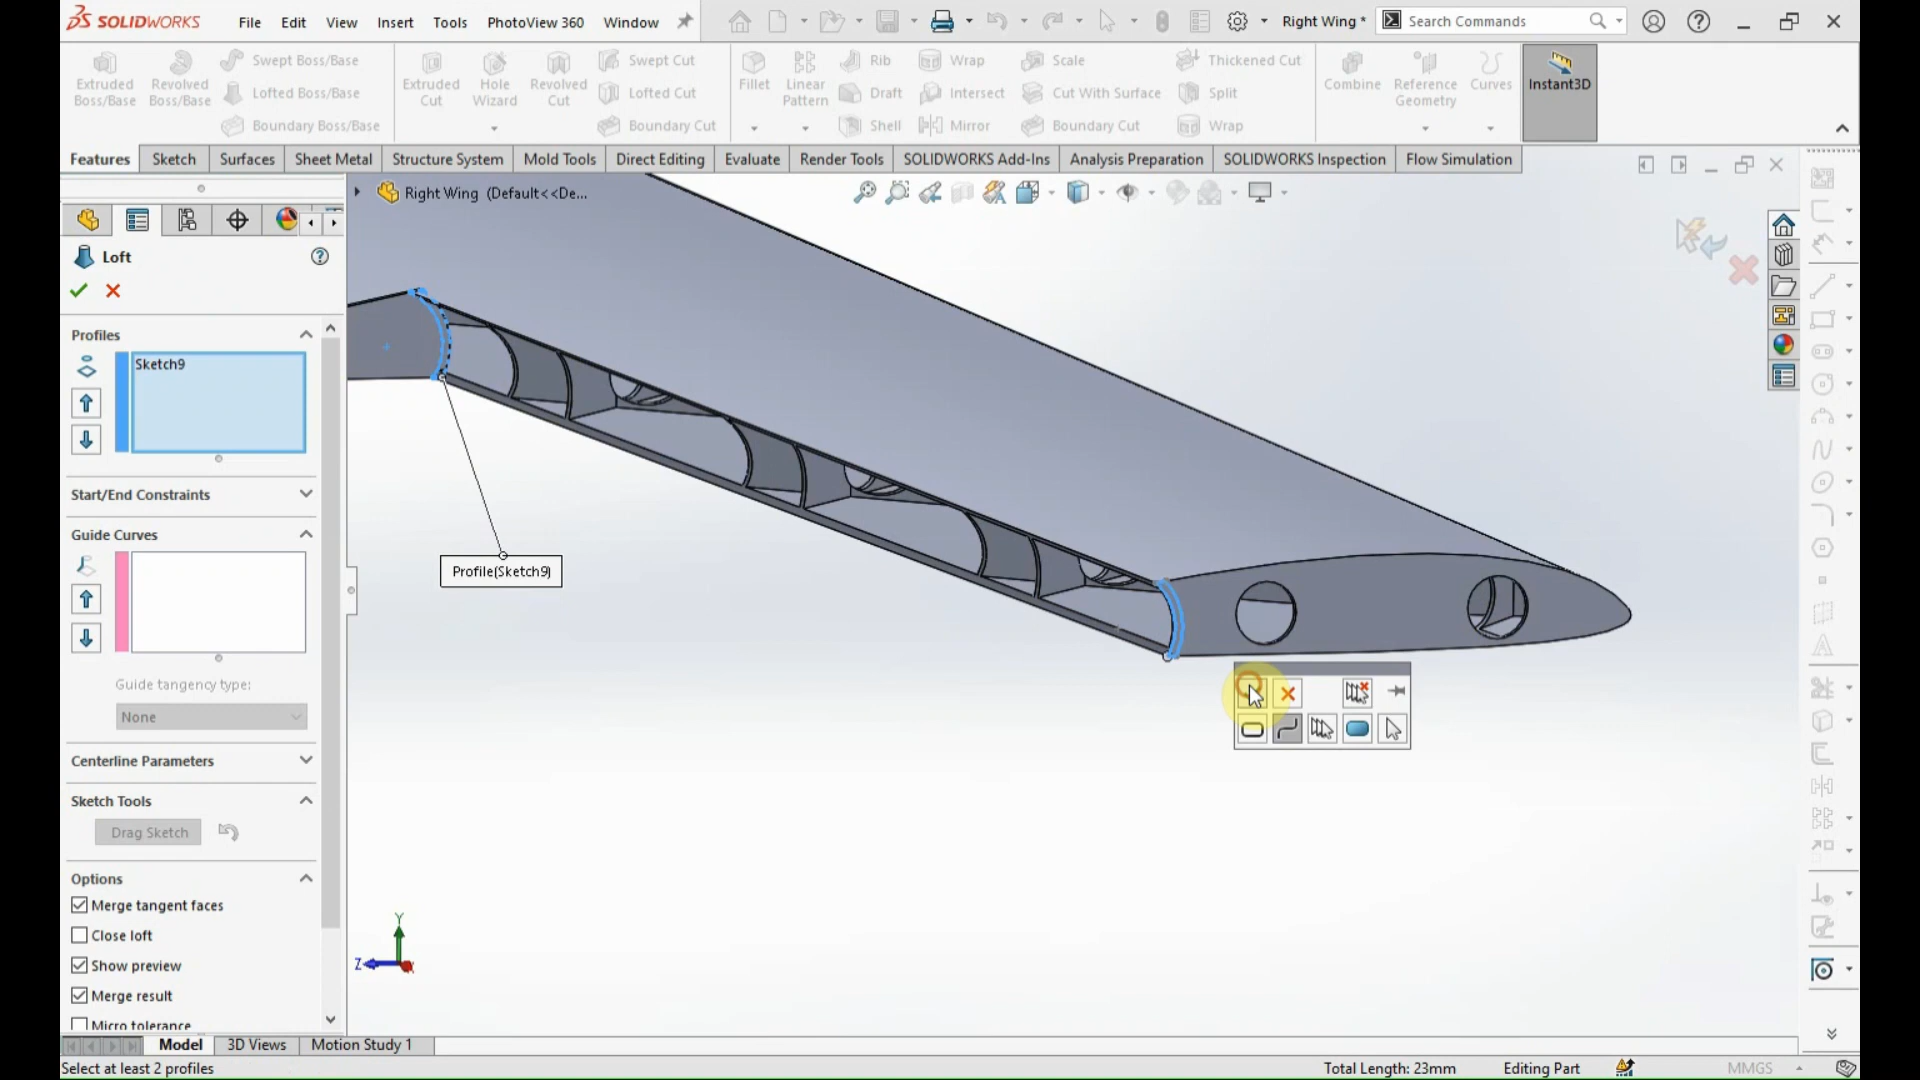 SOLIDWORKS File Edit View Insert Tools PhotoView 360 Window Right Wing * Search Commands
Extruded Boss/Base
Revolved Boss/Base
Swept Boss/Base
Lofted Boss/Base
Boundary Boss/Base
Extruded Cut
Hole Wizard
Revolved Cut
Swept Cut
Lofted Cut
Boundary Cut
Fillet
Linear Pattern
Rib
Draft
Shell
Wrap
Intersect
Mirror
Scale
Cut With Surface
Boundary Cut
Thickened Cut
Split
Wrap
Combine
Reference Geometry
Curves
Instant3D
Features Sketch Surfaces Sheet Metal Structure System Mold Tools Direct Editing Evaluate Render Tools SOLIDWORKS Add-Ins Analysis Preparation SOLIDWORKS Inspection Flow Simulation
Right Wing (Default<<De...
Loft
Profiles
Sketch9
Start/End Constraints
Guide Curves
Guide tangency type:
None
Centerline Parameters
Sketch Tools
Drag Sketch
Options
Merge tangent faces
Close loft
Show preview
Merge result
Micro tolerance
Profile(Sketch9)
Y
Z
Model 3D Views Motion Study 1
Select at least 2 profiles Total Length: 23mm Editing Part MMGS